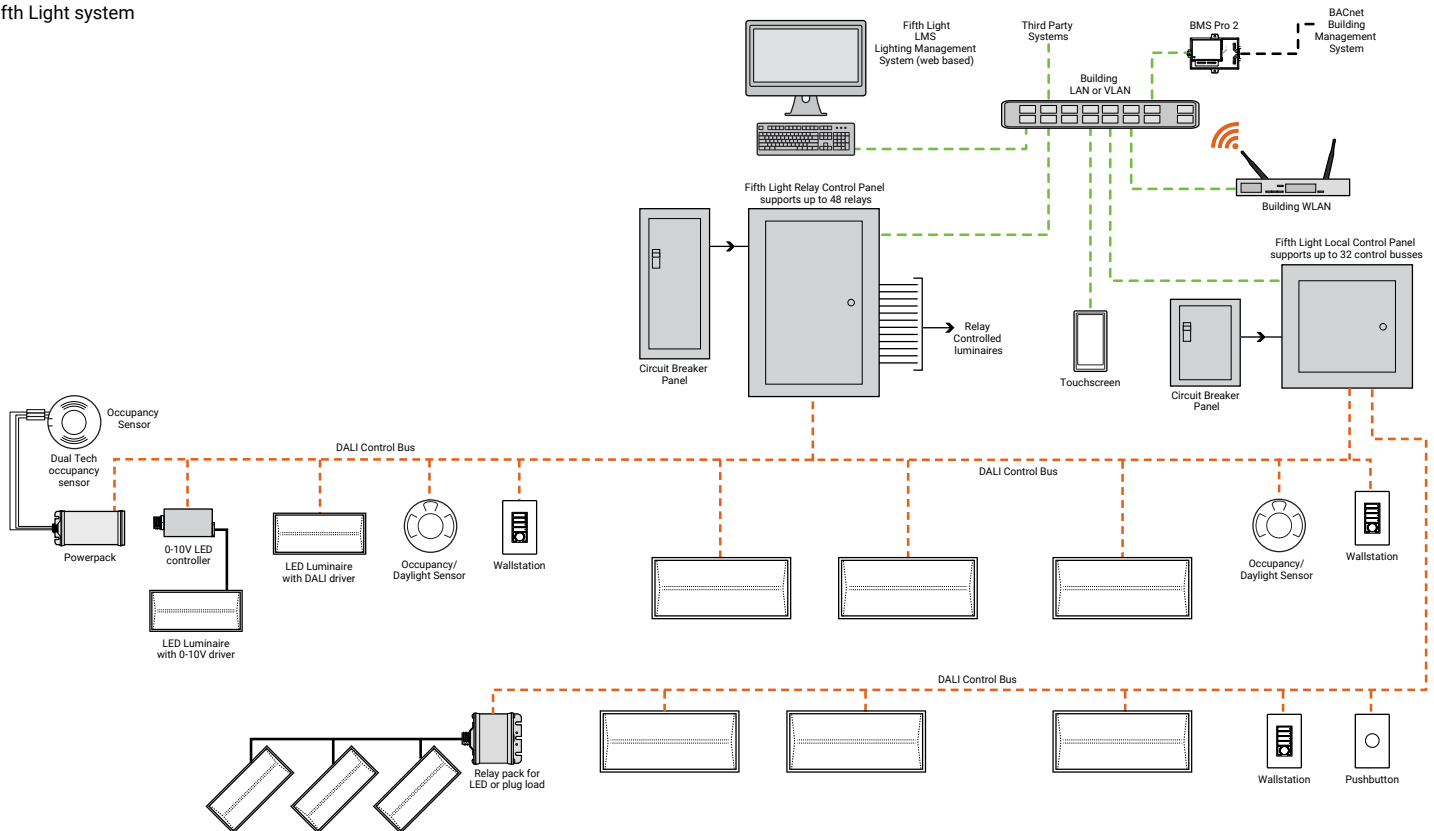 fth Light system
Fifth Light
LMS
Lighting Management
System (web based)
Third Party
Systems
BMS Pro 2
BACnet
Building
Management
System
Building
LAN or VLAN
Building WLAN
Fifth Light Relay Control Panel
supports up to 48 relays
Fifth Light Local Control Panel
supports up to 32 control busses
Relay
Controlled
luminaires
Circuit Breaker
Panel
Touchscreen
Circuit Breaker
Panel
Occupancy
Sensor
Dual Tech
occupancy
sensor
DALI Control Bus
DALI Control Bus
Powerpack
0-10V LED
controller
LED Luminaire
with DALI driver
Occupancy/
Daylight Sensor
Wallstation
Occupancy/
Daylight Sensor
Wallstation
LED Luminaire
with 0-10V driver
DALI Control Bus
Relay pack for
LED or plug load
Wallstation
Pushbutton